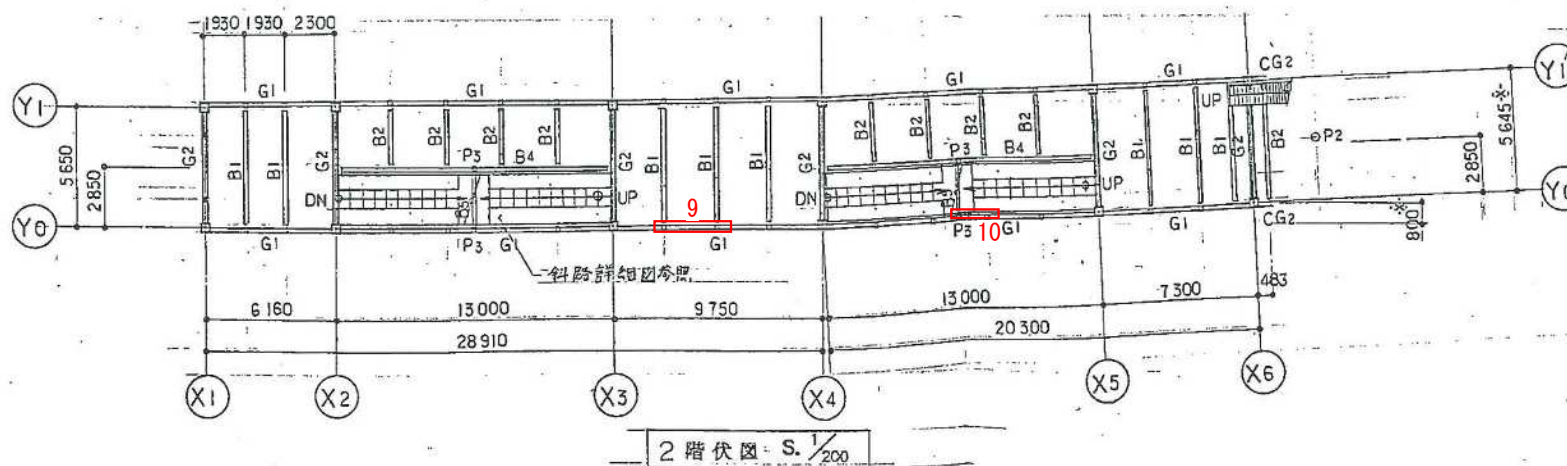 1930 1930 2300
G1 G1 G1 G1 G1 CG2
Y1 Y1
UP
G2 B1 B1 G2 B2 B2 B2 B2 G2 B1 B1 B1 G2 B2 B2 B2 B2 G2 B1 B1 B1 G2 B2
P2
P3 B4 P3 B4
5650 2850 2850 5645-※-
DN UP DN UP
9
Y0 Y0
G1 P3 G1 G1 P3 G1 G1 CG2
10
800
斜路詳細図参照
483
6160 13000 9750 13000 7300
28910 20300
X1 X2 X3 X4 X5 X6
2階伏図 S. 1/200